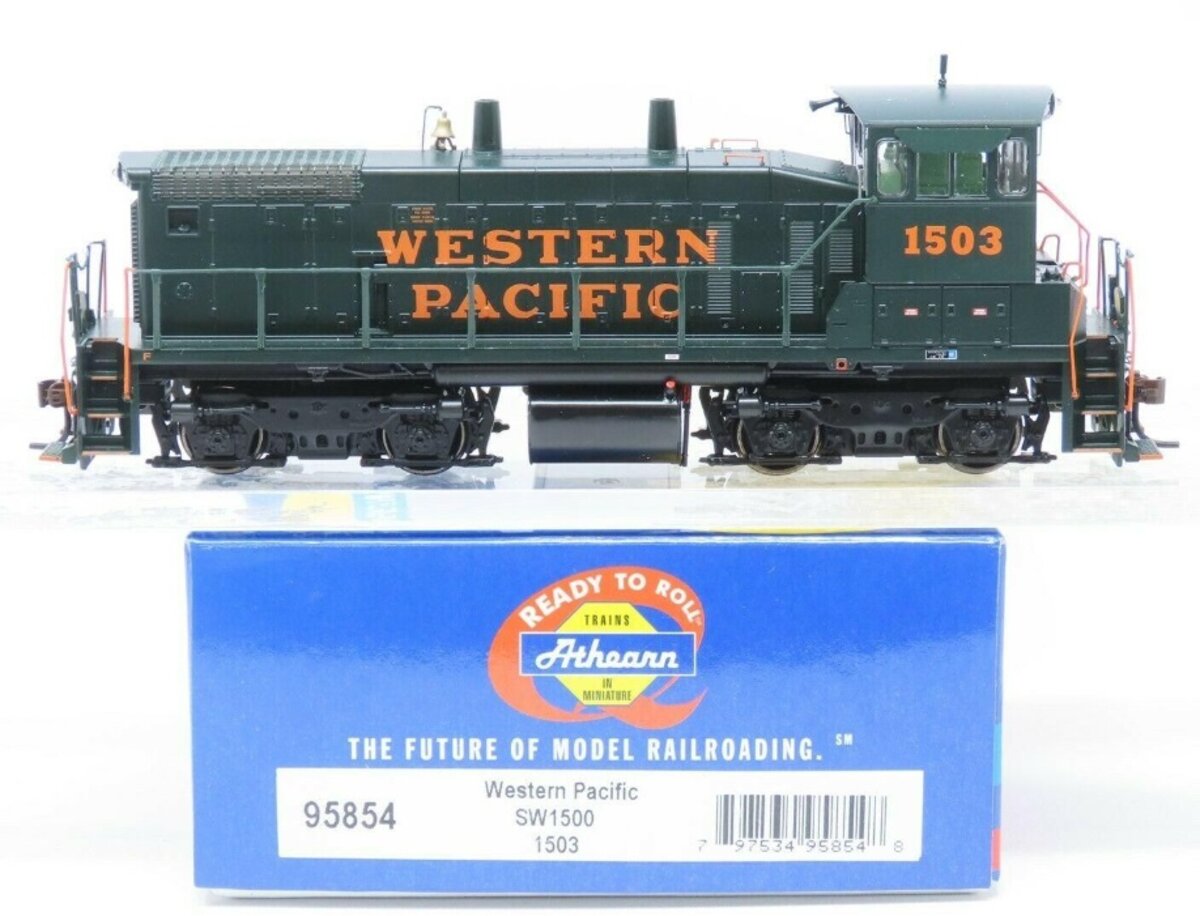 WESTERN
PACIFIC
1503
F
READY TO ROLL
TRAINS
Athearn
IN
MINIATURE
THE FUTURE OF MODEL RAILROADING. SM
95854
Western Pacific
SW1500
1503
7 97534 95854 8